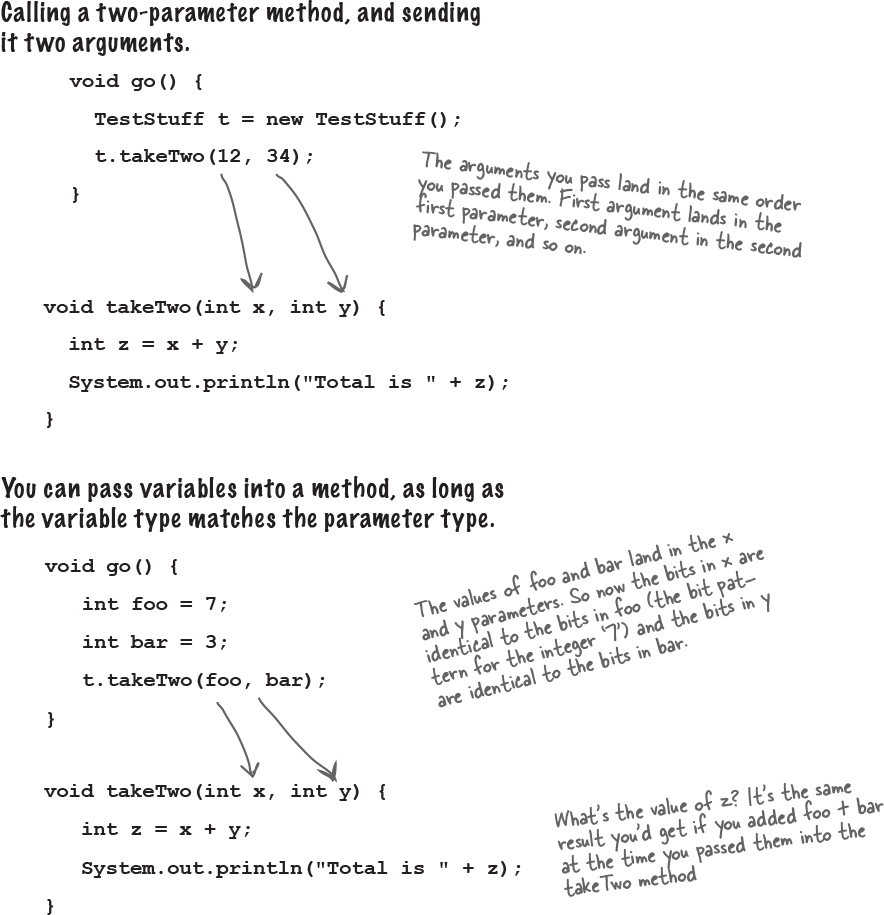 Calling a two-parameter method, and sending
it two arguments.
void go() {
TestStuff t = new TestStuff();
t.takeTwo(12, 34);
}
The arguments you pass land in the same order
you passed them. First argument lands in the
first parameter, second argument in the second
parameter, and so on.
void takeTwo(int x, int y) {
int z = x + y;
System.out.println("Total is " + z);
}
You can pass variables into a method, as long as
the variable type matches the parameter type.
void go() {
int foo = 7;
int bar = 3;
t.takeTwo(foo, bar);
}
The values of foo and bar land in the x
and y parameters. So now the bits in x are
identical to the bits in foo (the bit pat–
tern for the integer ‘7’) and the bits in y
are identical to the bits in bar.
void takeTwo(int x, int y) {
int z = x + y;
System.out.println("Total is " + z);
}
What's the value of z? It's the same
result you'd get if you added foo + bar
at the time you passed them into the
takeTwo method